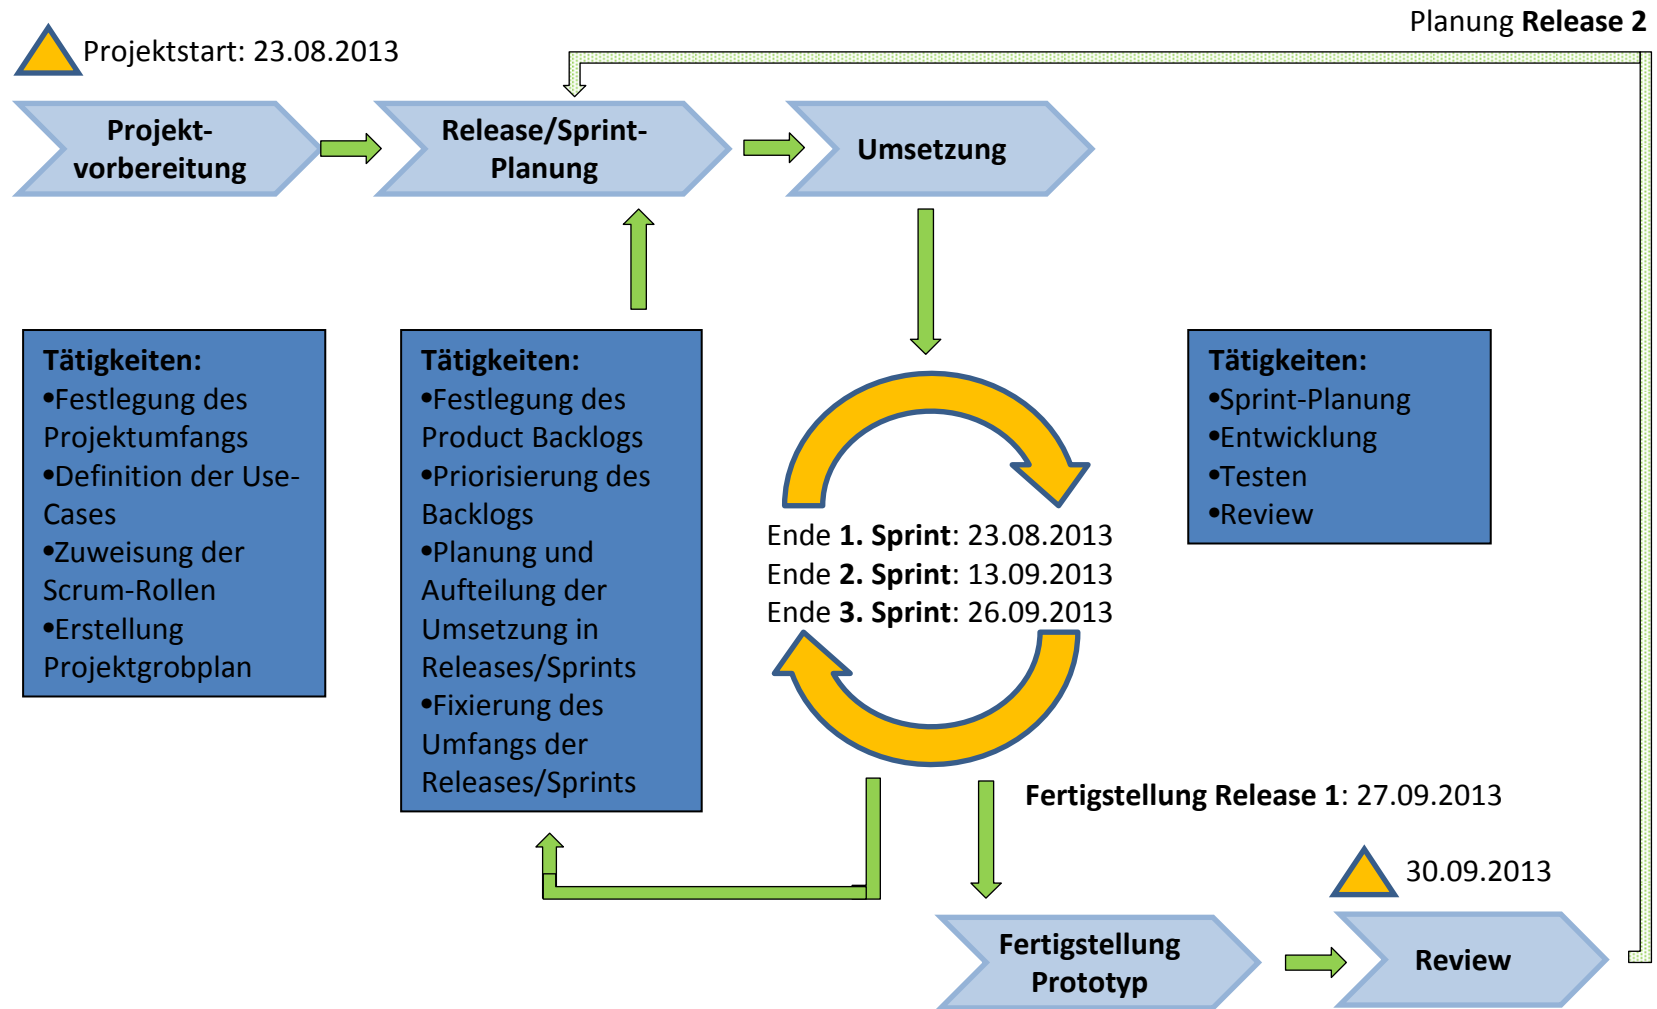 Planung Release 2
Projektstart: 23.08.2013
Projekt-
vorbereitung
Release/Sprint-
Planung
Umsetzung
Tätigkeiten:
•Festlegung des
Projektumfangs
•Definition der Use-
Cases
•Zuweisung der
Scrum-Rollen
•Erstellung
Projektgrobplan
Tätigkeiten:
•Festlegung des
Product Backlogs
•Priorisierung des
Backlogs
•Planung und
Aufteilung der
Umsetzung in
Releases/Sprints
•Fixierung des
Umfangs der
Releases/Sprints
Ende 1. Sprint: 23.08.2013
Ende 2. Sprint: 13.09.2013
Ende 3. Sprint: 26.09.2013
Tätigkeiten:
•Sprint-Planung
•Entwicklung
•Testen
•Review
Fertigstellung Release 1: 27.09.2013
30.09.2013
Fertigstellung
Prototyp
Review